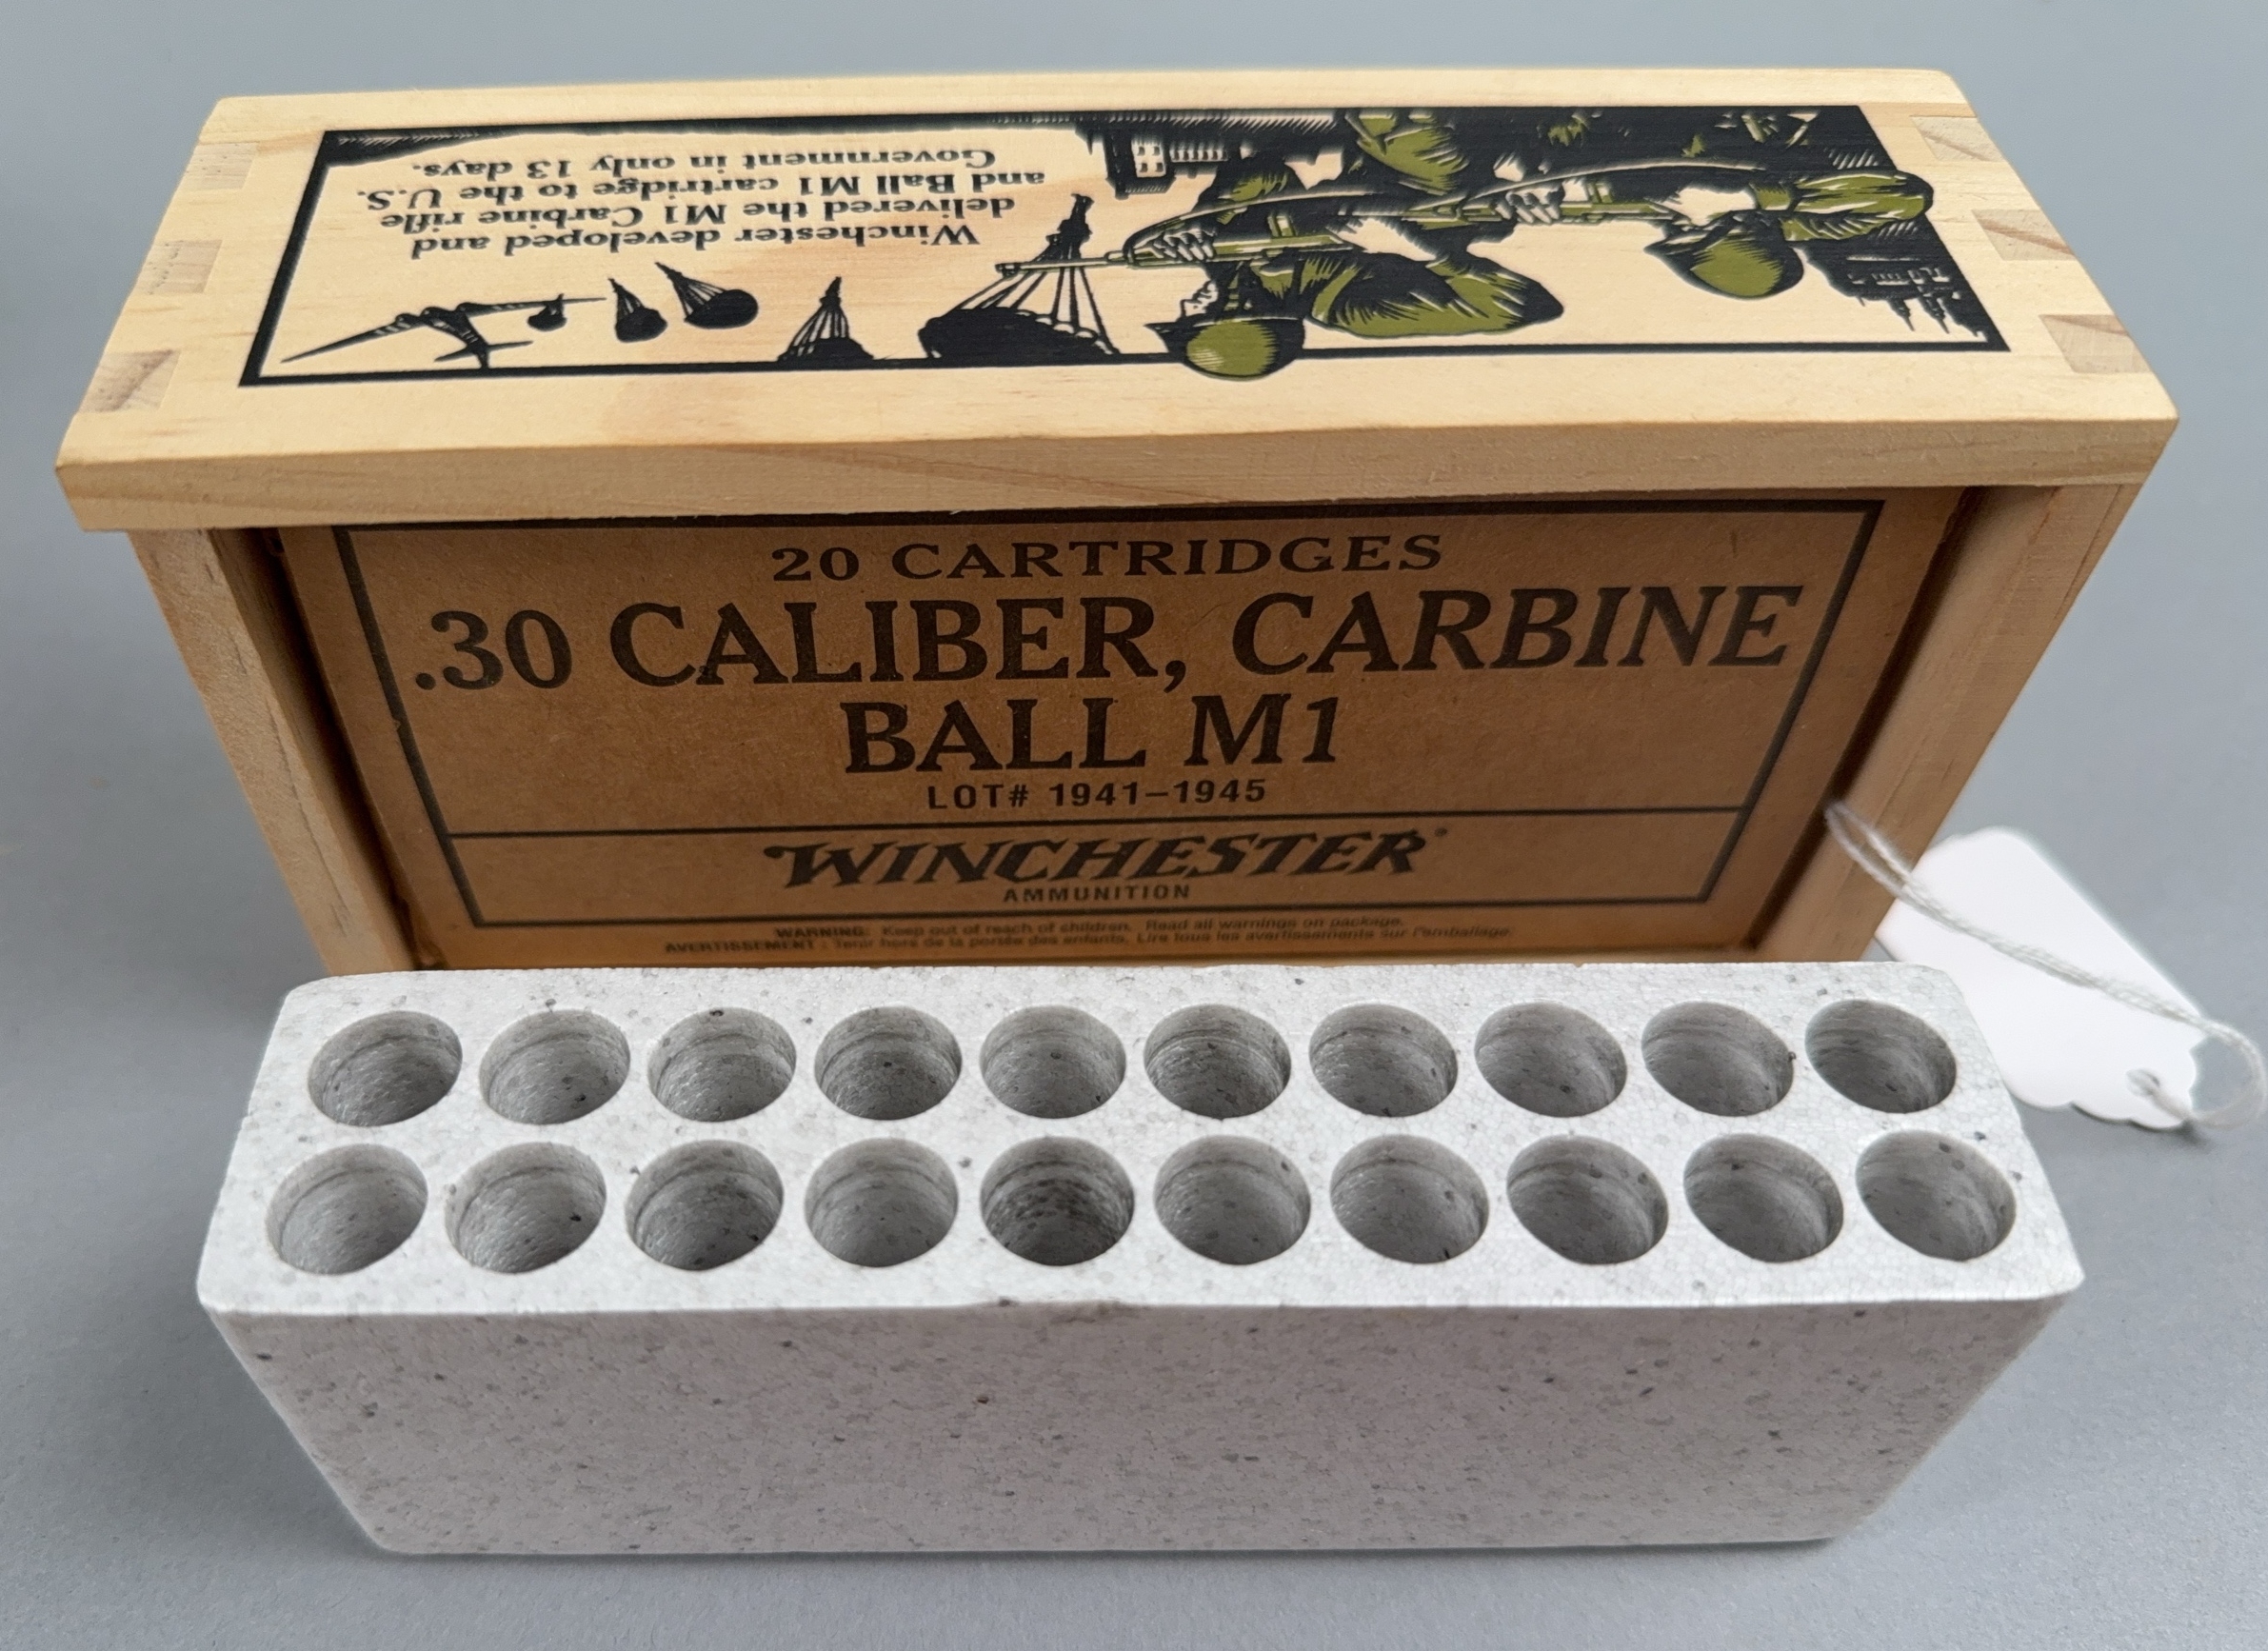 Winchester developed and
delivered the M1 Carbine rifle
and Ball M1 cartridge to the U.S.
Government in only 13 days.
20 CARTRIDGES
.30 CALIBER, CARBINE
BALL M1
LOT# 1941–1945
WINCHESTER®
AMMUNITION
WARNING: Keep out of reach of children. Read all warnings on package.
AVERTISSEMENT : Tenir hors de la portée des enfants. Lire tous les avertissements sur l'emballage.